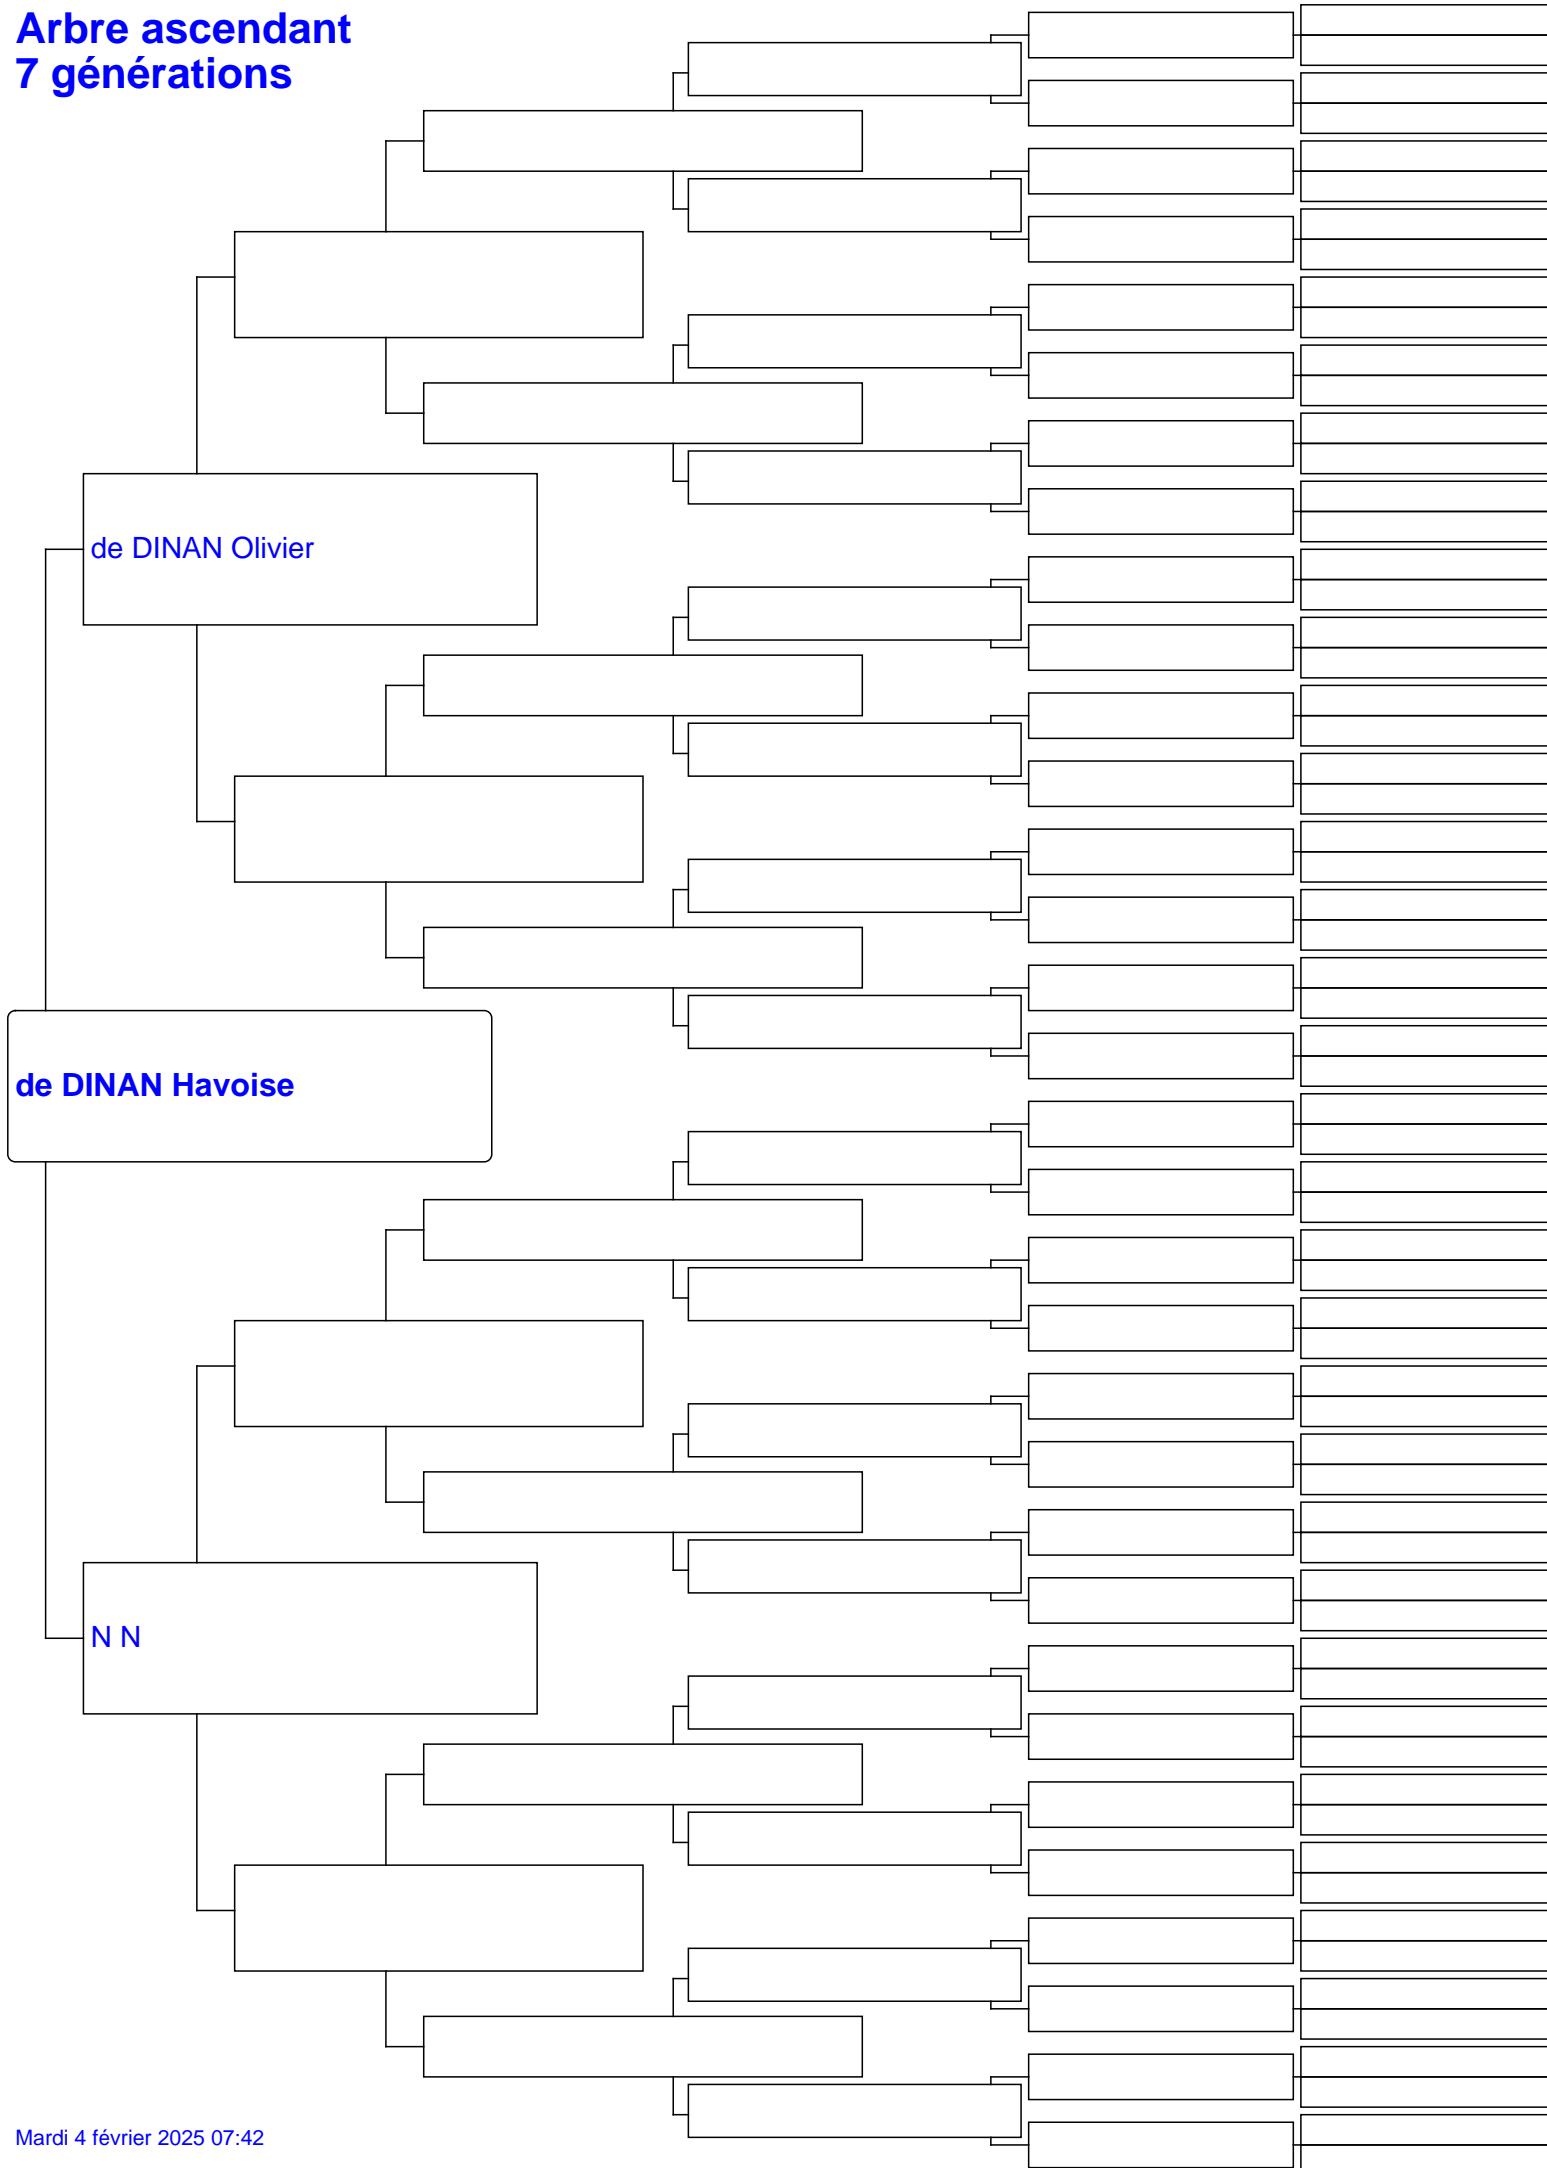 Arbre ascendant
7 générations
de DINAN Olivier
de DINAN Havoise
N N
Mardi 4 février 2025 07:42